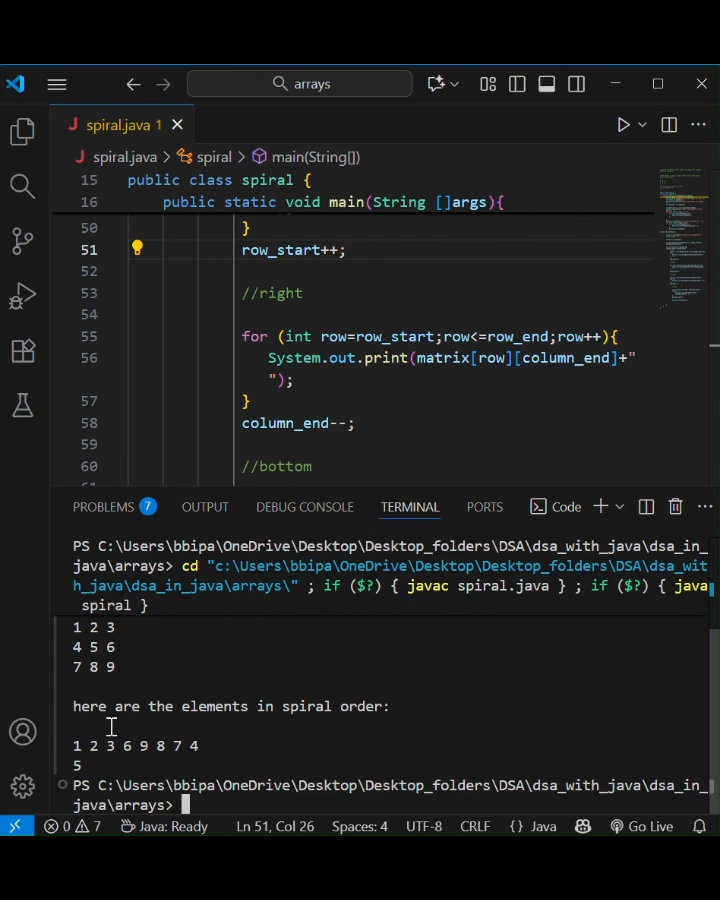 arrays
spiral.java 1
spiral.java > spiral > main(String[])
15 public class spiral {
16 public static void main(String []args){
50 }
51 row_start++;
52
53 //right
54
55 for (int row=row_start;row<=row_end;row++){
56 System.out.print(matrix[row][column_end]+"
");
57 }
58 column_end--;
59
60 //bottom
PROBLEMS 7 OUTPUT DEBUG CONSOLE TERMINAL PORTS Code
PS C:\Users\bbipa\OneDrive\Desktop\Desktop_folders\DSA\dsa_with_java\dsa_in_
java\arrays> cd "c:\Users\bbipa\OneDrive\Desktop\Desktop_folders\DSA\dsa_wit
h_java\dsa_in_java\arrays\" ; if ($?) { javac spiral.java } ; if ($?) { java
spiral }
1 2 3
4 5 6
7 8 9
here are the elements in spiral order:
1 2 3 6 9 8 7 4
5
PS C:\Users\bbipa\OneDrive\Desktop\Desktop_folders\DSA\dsa_with_java\dsa_in_
java\arrays>
0 7 Java: Ready Ln 51, Col 26 Spaces: 4 UTF-8 CRLF {} Java Go Live